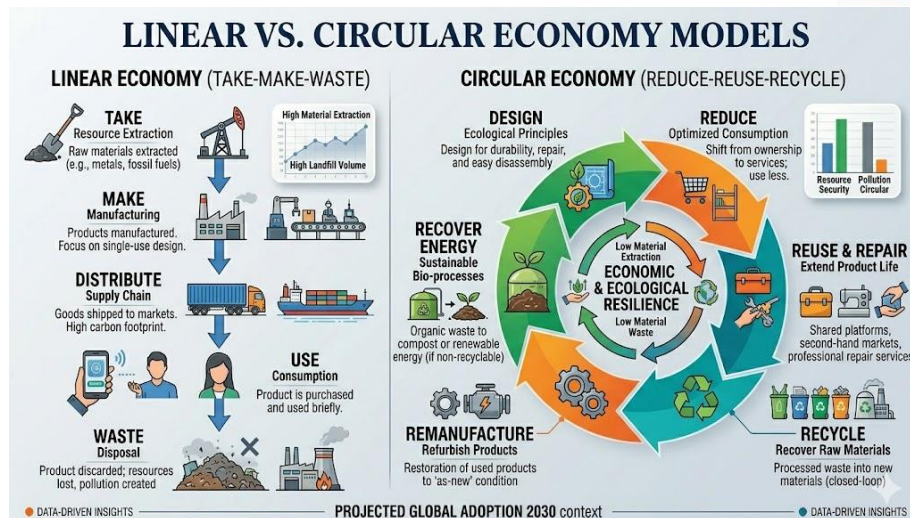 LINEAR VS. CIRCULAR ECONOMY MODELS
LINEAR ECONOMY (TAKE-MAKE-WASTE)
TAKE
Resource Extraction
Raw materials extracted
(e.g., metals, fossil fuels)
High Material Extraction
High Landfill Volume
MAKE
Manufacturing
Products manufactured.
Focus on single-use design.
DISTRIBUTE
Supply Chain
Goods shipped to markets.
High carbon footprint.
USE
Consumption
Product is purchased
and used briefly.
WASTE
Disposal
Product discarded; resources
lost, pollution created
CIRCULAR ECONOMY (REDUCE-REUSE-RECYCLE)
DESIGN
Ecological Principles
Design for durability, repair,
and easy disassembly
REDUCE
Optimized Consumption
Shift from ownership
to services;
use less.
Resource
Security
Pollution
Circular
REUSE & REPAIR
Extend Product Life
Shared platforms,
second-hand markets,
professional repair services
RECYCLE
Recover Raw Materials
Processed waste into new
materials (closed-loop)
REMANUFACTURE
Refurbish Products
Restoration of used products
to 'as-new' condition
RECOVER
ENERGY
Sustainable
Bio-processes
Organic waste to
compost or renewable
energy (if non-recyclable)
Low Material
Extraction
ECONOMIC
& ECOLOGICAL
RESILIENCE
Low Material
Waste
DATA-DRIVEN INSIGHTS
PROJECTED GLOBAL ADOPTION 2030 context
DATA-DRIVEN INSIGHTS